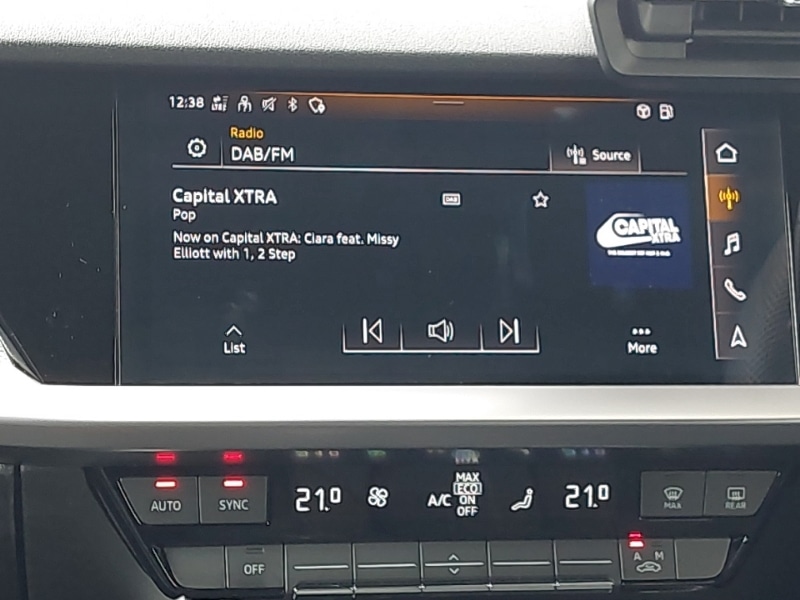 12:38
Radio
DAB/FM
Source
Capital XTRA
DAB
Pop
Now on Capital XTRA: Ciara feat. Missy
Elliott with 1, 2 Step
CAPITAL
XTRA
List
More
AUTO
SYNC
21.0
A/C
MAX
ECO
ON
OFF
21.0
MAX
REAR
OFF
A
M